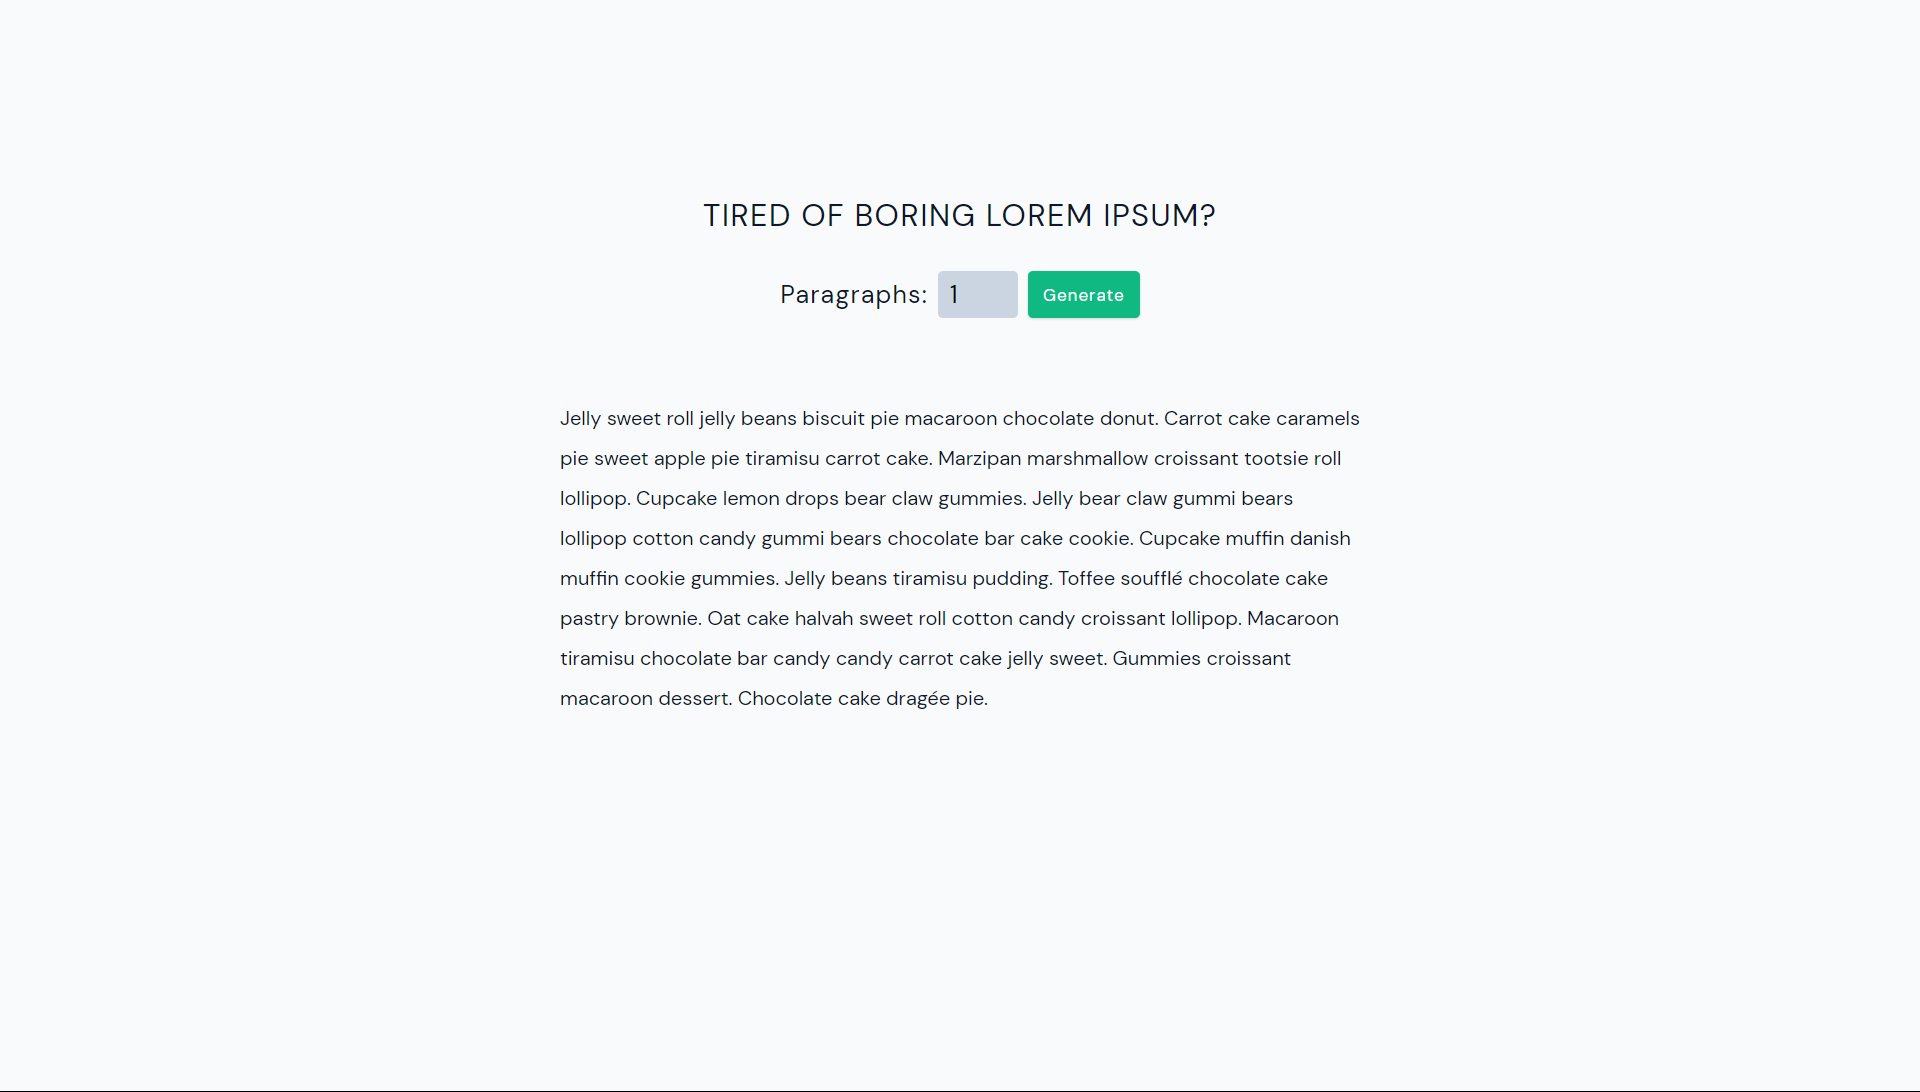 TIRED OF BORING LOREM IPSUM?
Paragraphs: 1 Generate
Jelly sweet roll jelly beans biscuit pie macaroon chocolate donut. Carrot cake caramels
pie sweet apple pie tiramisu carrot cake. Marzipan marshmallow croissant tootsie roll
lollipop. Cupcake lemon drops bear claw gummies. Jelly bear claw gummi bears
lollipop cotton candy gummi bears chocolate bar cake cookie. Cupcake muffin danish
muffin cookie gummies. Jelly beans tiramisu pudding. Toffee soufflé chocolate cake
pastry brownie. Oat cake halvah sweet roll cotton candy croissant lollipop. Macaroon
tiramisu chocolate bar candy candy carrot cake jelly sweet. Gummies croissant
macaroon dessert. Chocolate cake dragée pie.